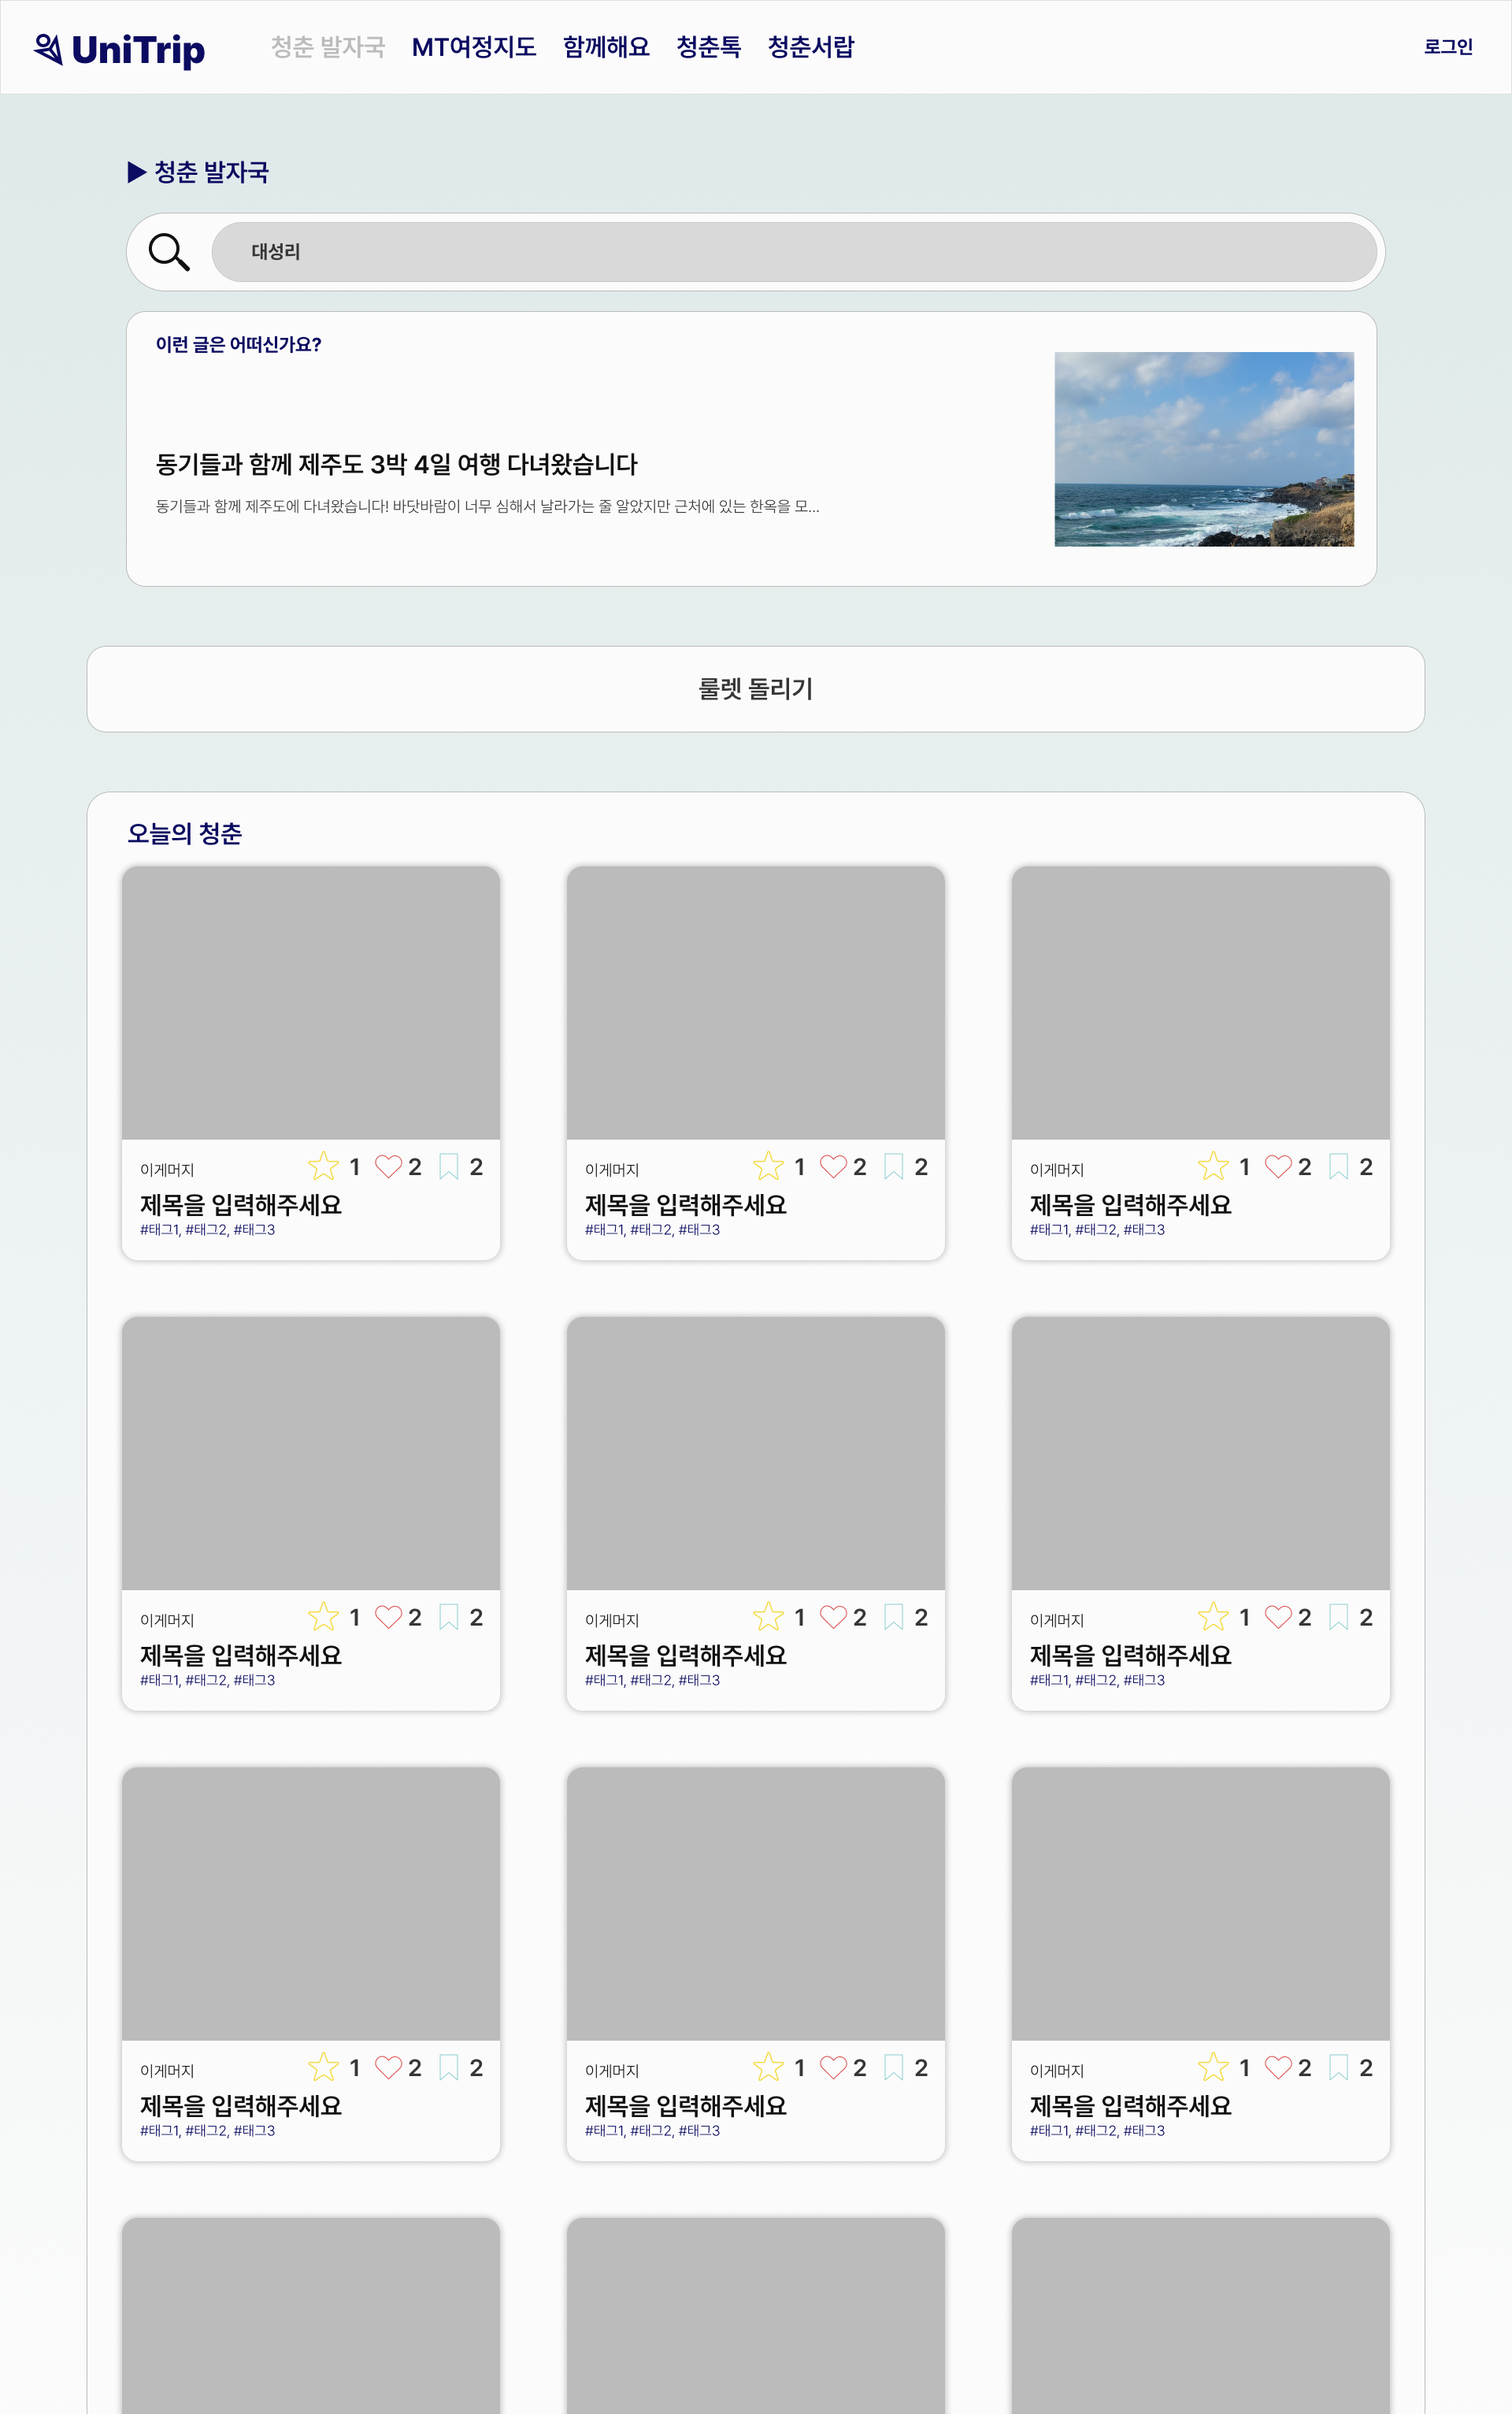 UniTrip 청춘 발자국 MT여정지도 함께해요 청춘톡 청춘서랍 로그인
▶ 청춘 발자국
대성리
이런 글은 어떠신가요?
동기들과 함께 제주도 3박 4일 여행 다녀왔습니다
동기들과 함께 제주도에 다녀왔습니다! 바닷바람이 너무 심해서 날라가는 줄 알았지만 근처에 있는 한옥을 모...
룰렛 돌리기
오늘의 청춘
이게머지 1 2 2
제목을 입력해주세요
#태그1, #태그2, #태그3
이게머지 1 2 2
제목을 입력해주세요
#태그1, #태그2, #태그3
이게머지 1 2 2
제목을 입력해주세요
#태그1, #태그2, #태그3
이게머지 1 2 2
제목을 입력해주세요
#태그1, #태그2, #태그3
이게머지 1 2 2
제목을 입력해주세요
#태그1, #태그2, #태그3
이게머지 1 2 2
제목을 입력해주세요
#태그1, #태그2, #태그3
이게머지 1 2 2
제목을 입력해주세요
#태그1, #태그2, #태그3
이게머지 1 2 2
제목을 입력해주세요
#태그1, #태그2, #태그3
이게머지 1 2 2
제목을 입력해주세요
#태그1, #태그2, #태그3